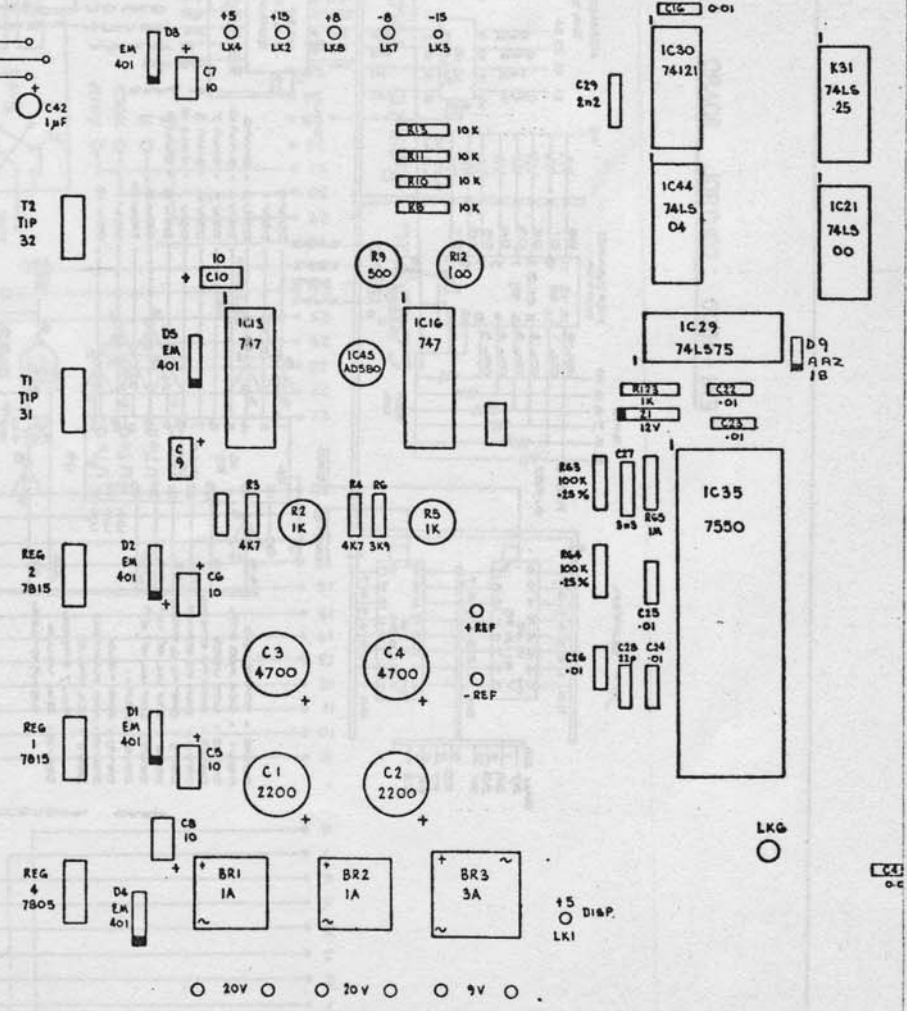 +5
LK4
+15
LK2
+8
LK8
-8
LK7
-15
LK3
C16 0·01
D3
EM
401
+
C7
10
+
C42
1µF
C29
2n2
IC30
74121
K31
74LS
25
R13 10K
R11 10K
R10 10K
R8 10K
IC44
74LS
04
IC21
74LS
00
T2
TIP
32
10
+ C10
R9
500
R12
100
IC13
747
IC16
747
IC45
AD580
D5
EM
401
IC29
74LS75
D9
AAZ
18
T1
TIP
31
R123
1K
Z1
12V
C22
·01
C23
·01
+
C
9
R63
100K
·25%
C27
3n3
R65
1M
IC35
7550
R3
4K7
R2
1K
R4
4K7
R6
3K9
R5
1K
REG
2
7815
D2
EM
401
+
C6
10
+
R64
100K
·25%
C25
·01
+REF
-REF
C3
4700
+
C4
4700
+
C26
·01
C28
22p
C24
·01
REG
1
7815
D1
EM
401
+
C5
10
C1
2200
+
C2
2200
+
LKG
C8
10
+
REG
4
7805
D4
EM
401
+
BR1
1A
~
+
BR2
1A
~
+ ~
BR3
3A
~
+5
DISP.
LK1
C4
20V
20V
9V